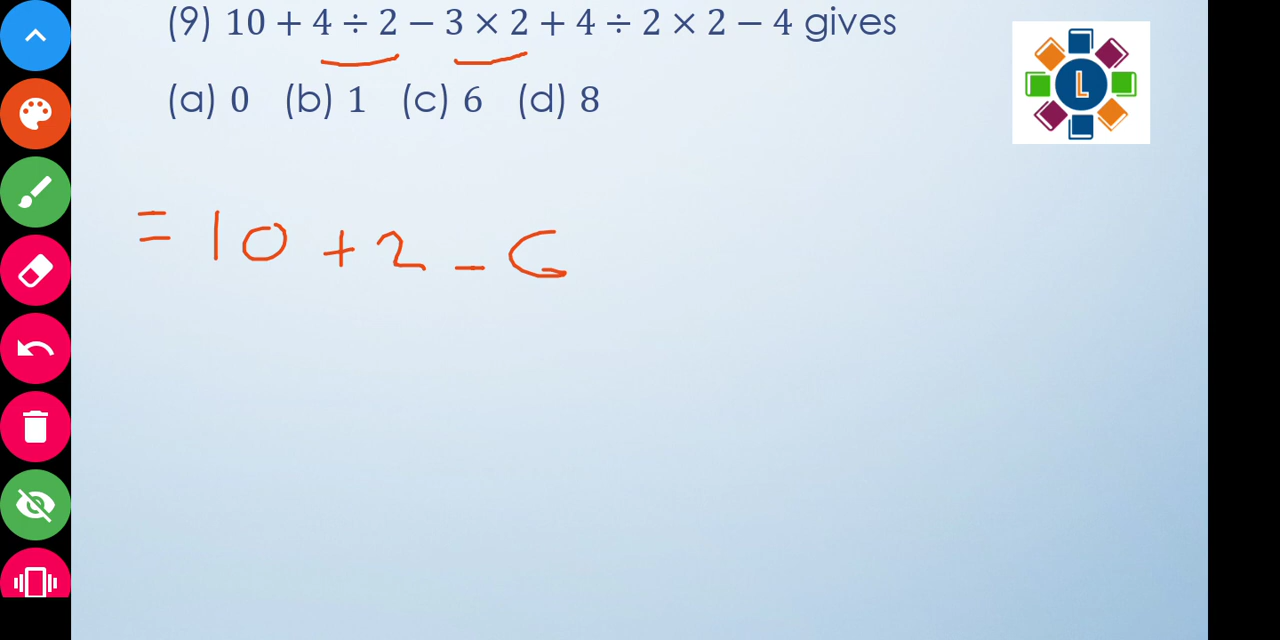 (9) 10 + 4 ÷ 2 − 3 × 2 + 4 ÷ 2 × 2 − 4 gives
(a) 0 (b) 1 (c) 6 (d) 8
L
= 10 + 2 - 6